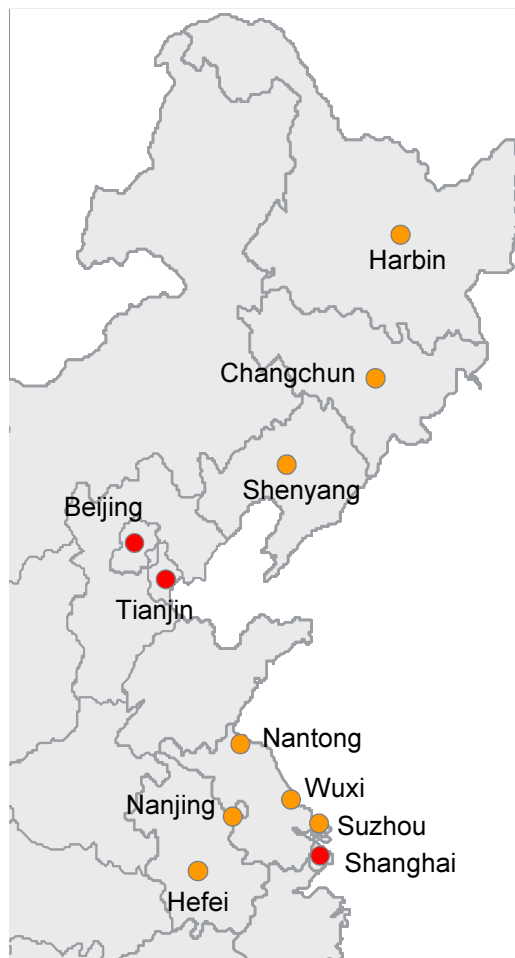 Harbin
Changchun
Shenyang
Beijing
Tianjin
Nantong
Wuxi
Nanjing
Suzhou
Shanghai
Hefei